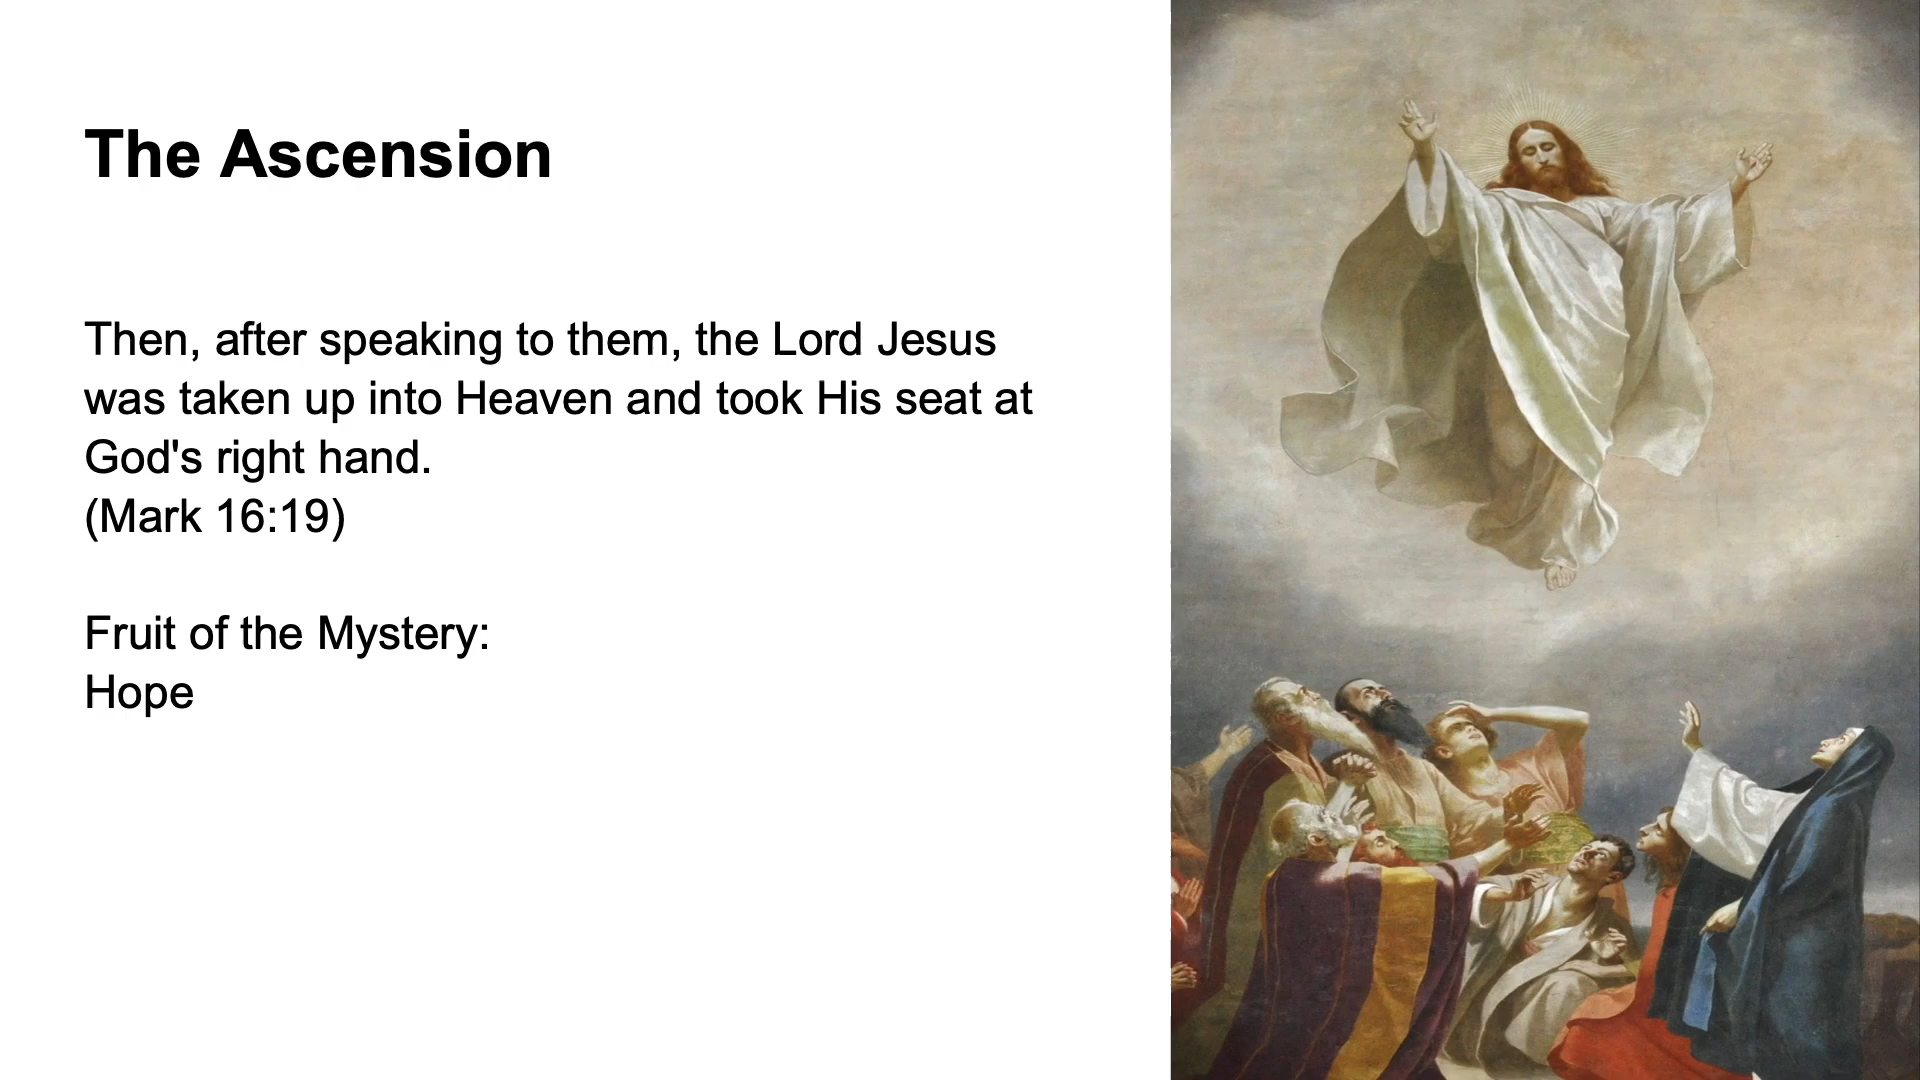 The Ascension
Then, after speaking to them, the Lord Jesus
was taken up into Heaven and took His seat at
God's right hand.
(Mark 16:19)
Fruit of the Mystery:
Hope